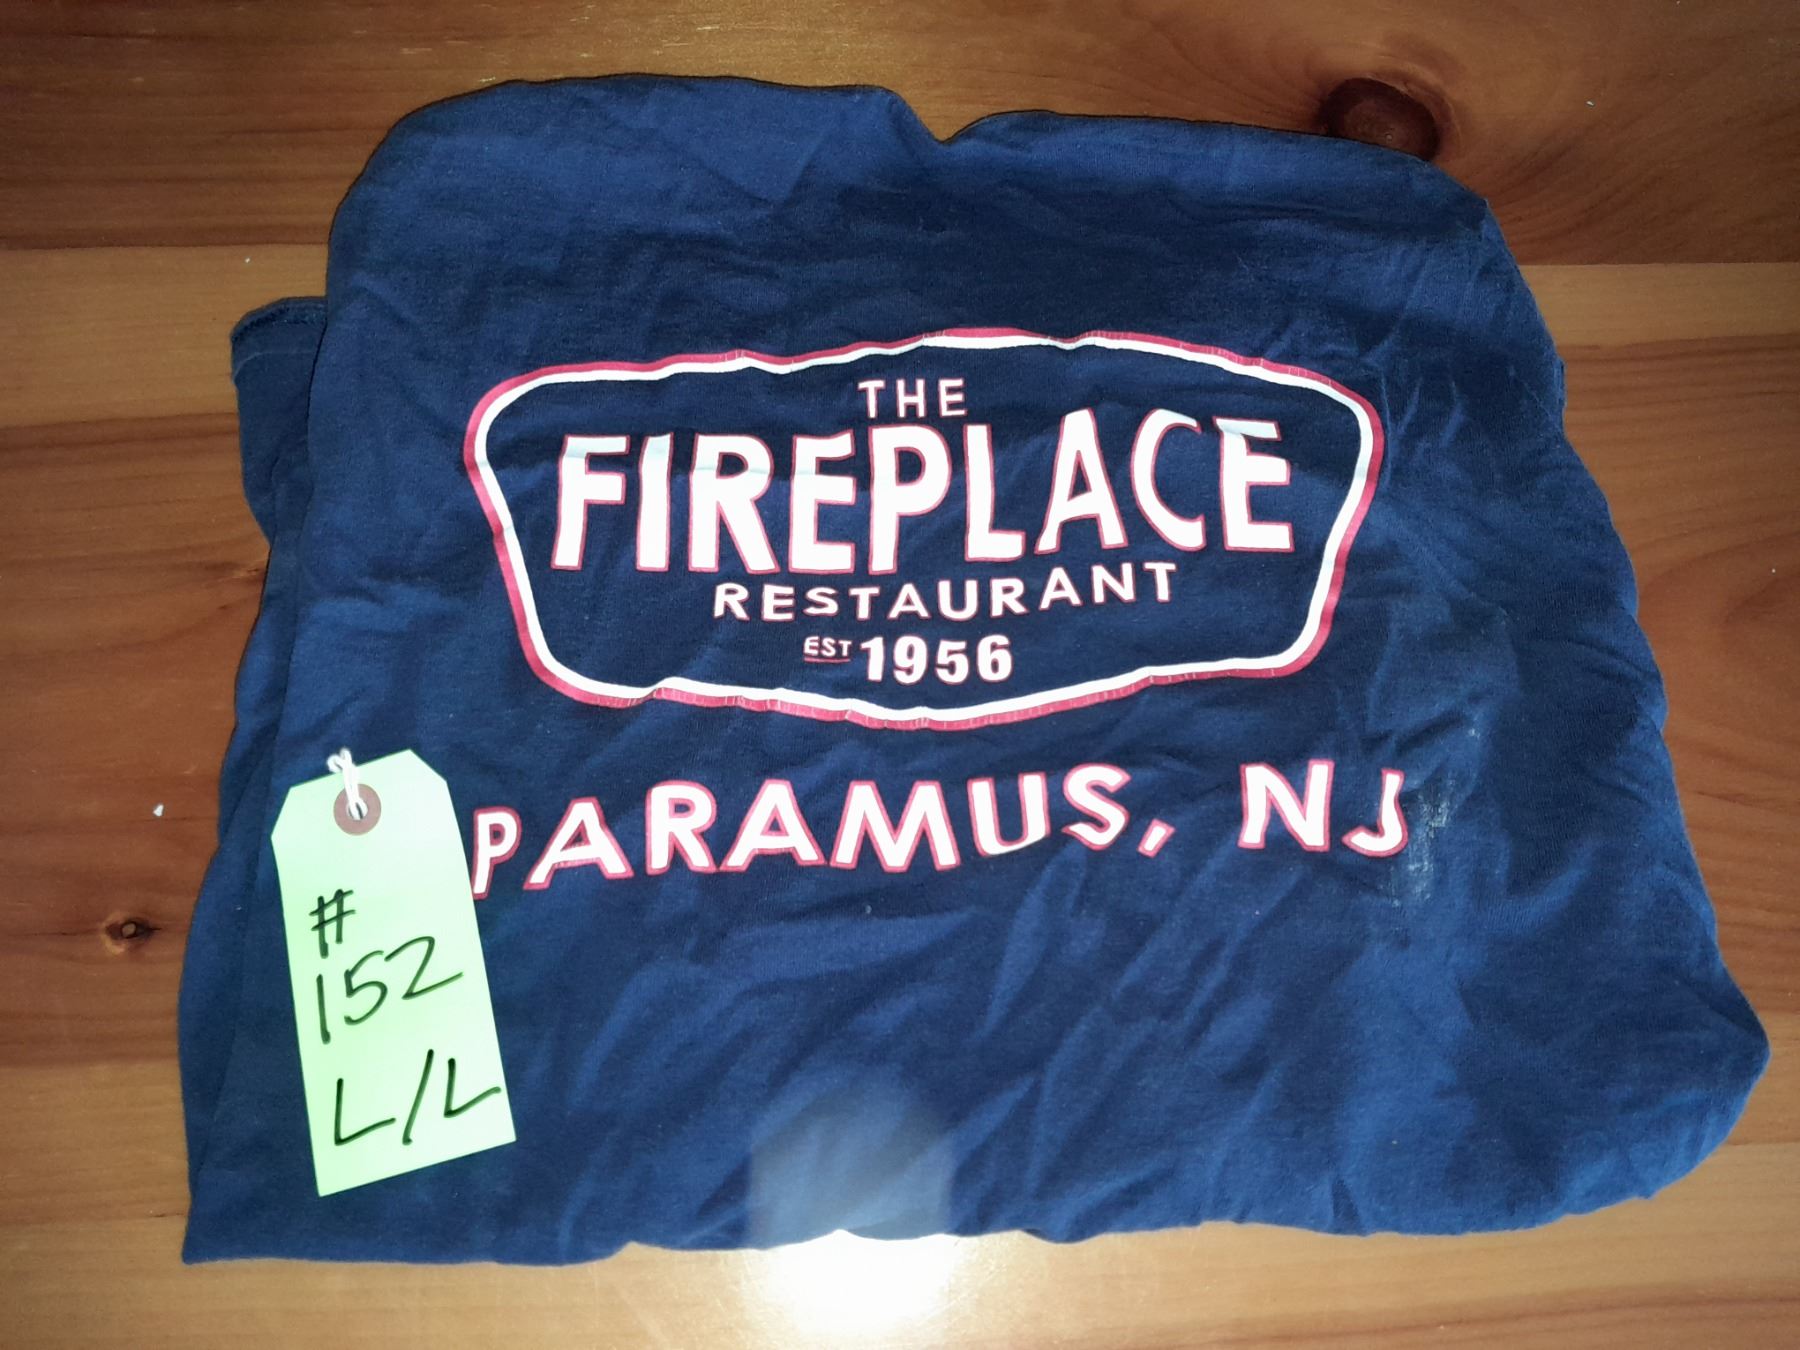 THE
FIREPLACE
RESTAURANT
EST 1956
PARAMUS, NJ
#
152
L/L